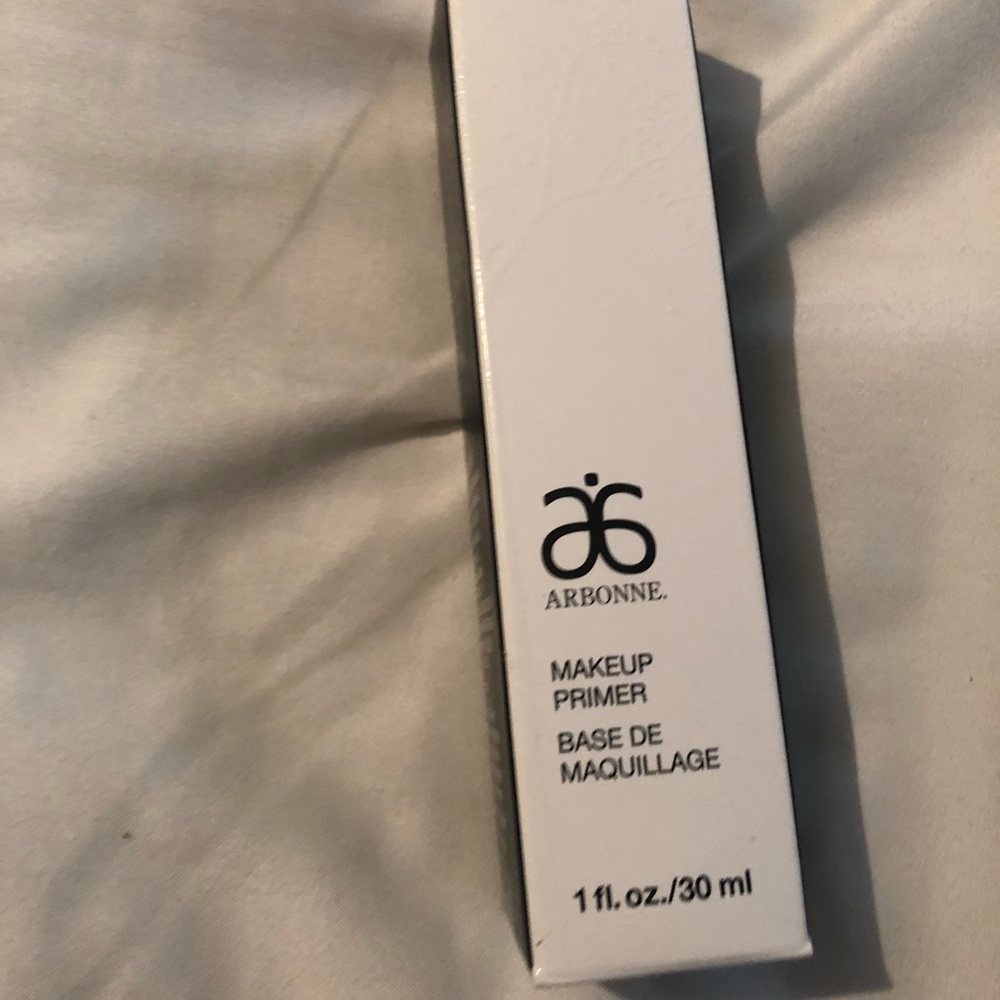 ARBONNE.
MAKEUP
PRIMER
BASE DE
MAQUILLAGE
1 fl. oz./30 ml